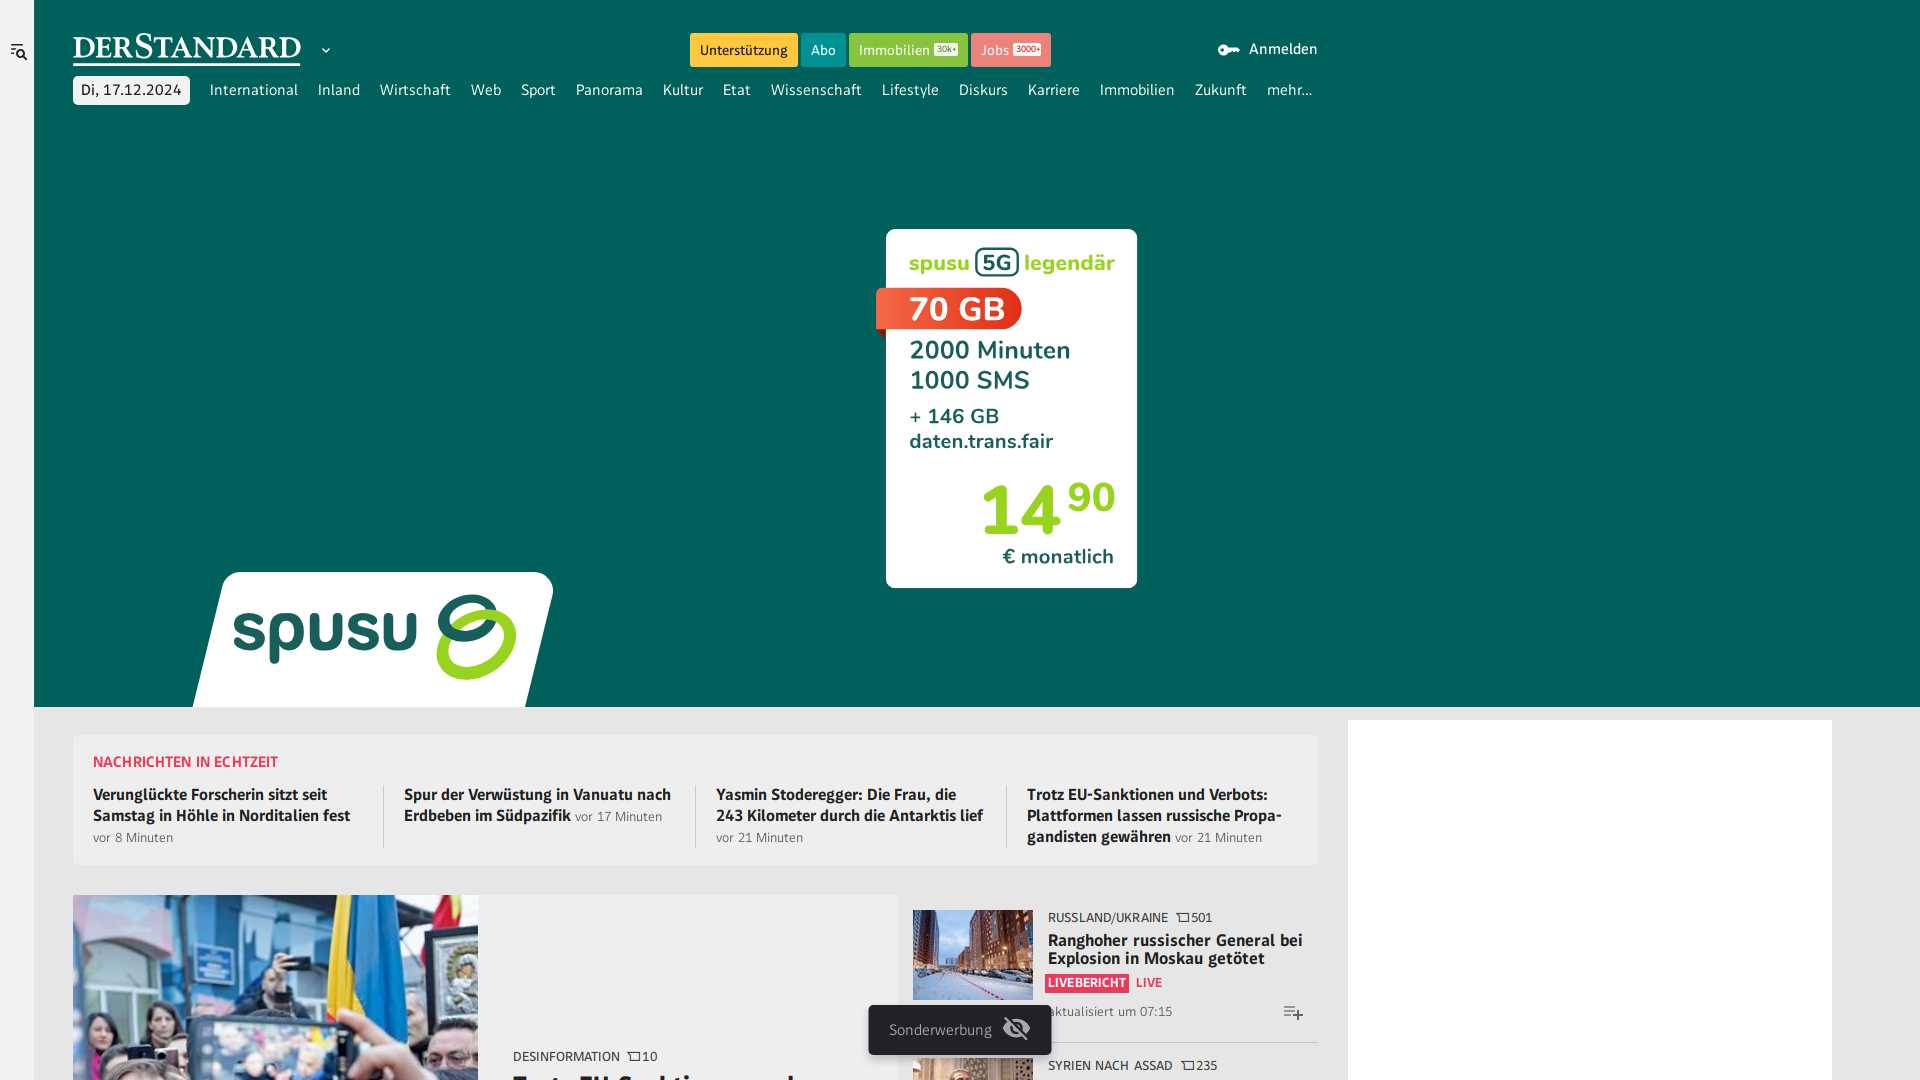 DERSTANDARD
Unterstützung Abo Immobilien 30k+ Jobs 3000+
Anmelden
Di, 17.12.2024 International Inland Wirtschaft Web Sport Panorama Kultur Etat Wissenschaft Lifestyle Diskurs Karriere Immobilien Zukunft mehr...
spusu 5G legendär
70 GB
2000 Minuten
1000 SMS
+ 146 GB
daten.trans.fair
14 90
€ monatlich
spusu
NACHRICHTEN IN ECHTZEIT
Verunglückte Forscherin sitzt seit
Samstag in Höhle in Norditalien fest
vor 8 Minuten
Spur der Verwüstung in Vanuatu nach
Erdbeben im Südpazifik vor 17 Minuten
Yasmin Stoderegger: Die Frau, die
243 Kilometer durch die Antarktis lief
vor 21 Minuten
Trotz EU-Sanktionen und Verbots:
Plattformen lassen russische Propa-
gandisten gewähren vor 21 Minuten
DESINFORMATION 10
RUSSLAND/UKRAINE 501
Ranghoher russischer General bei
Explosion in Moskau getötet
LIVEBERICHT LIVE
aktualisiert um 07:15
Sonderwerbung
SYRIEN NACH ASSAD 235